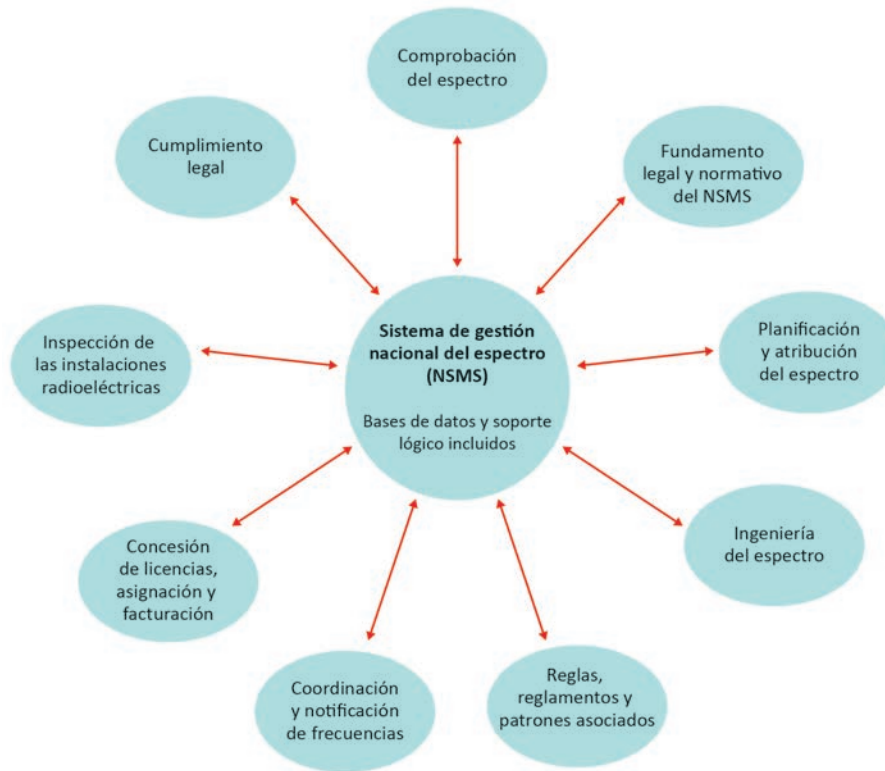 Comprobación
del espectro
Cumplimiento
legal
Fundamento
legal y normativo
del NSMS
Inspección de
las instalaciones
radioeléctricas
Sistema de gestión
nacional del espectro
(NSMS)
Bases de datos y soporte
lógico incluidos
Planificación
y atribución
del espectro
Concesión
de licencias,
asignación y
facturación
Ingeniería
del espectro
Coordinación
y notificación
de frecuencias
Reglas,
reglamentos y
patrones asociados